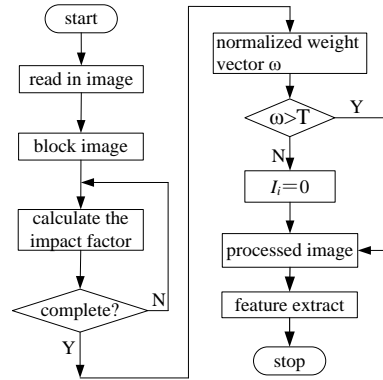 start
read in image
block image
calculate the
impact factor
complete?
N
Y
normalized weight
vector ω
ω>T
Y
N
Iᵢ=0
processed image
feature extract
stop